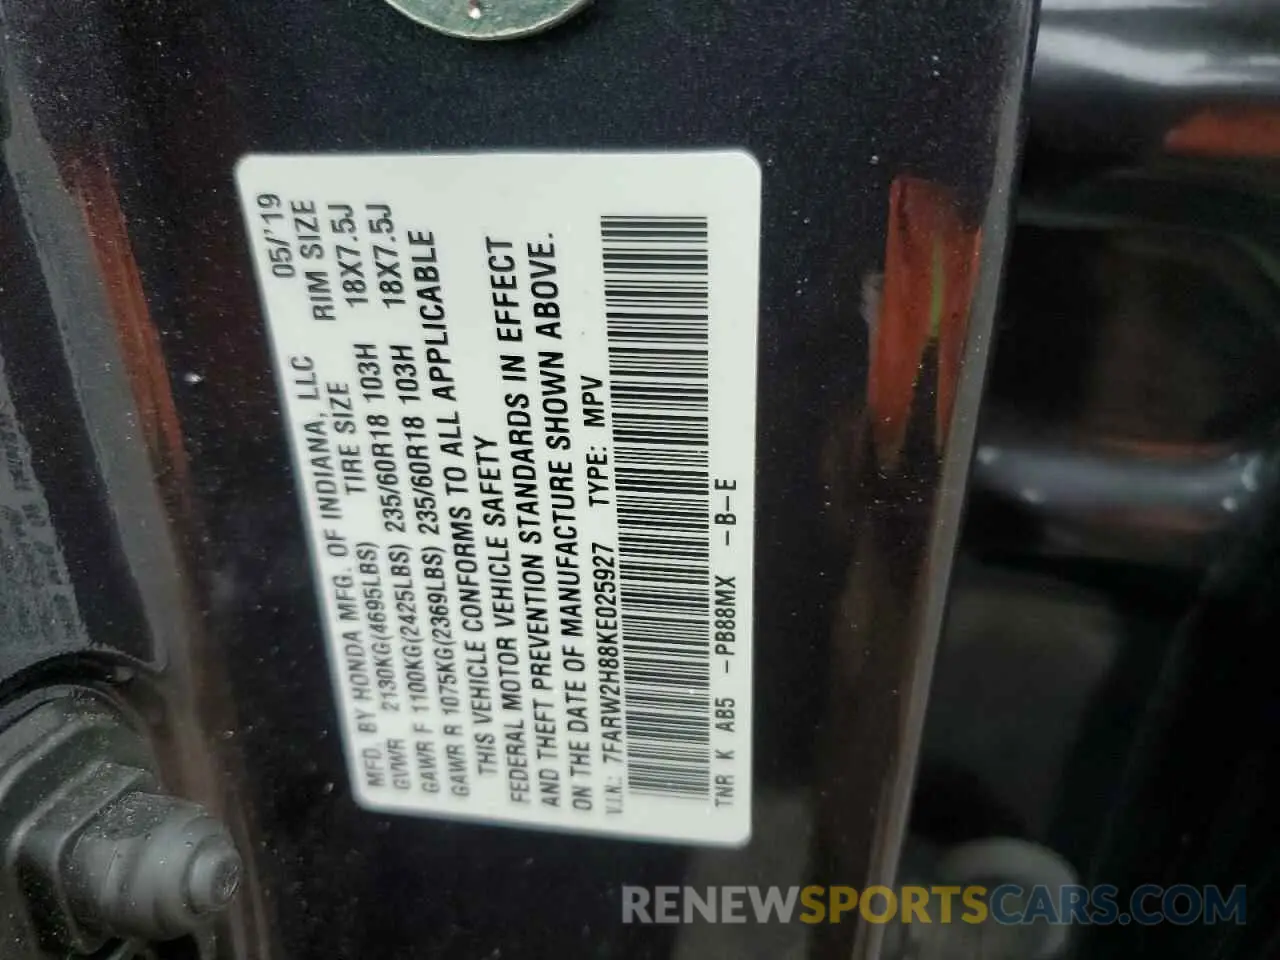 MFD. BY HONDA MFG. OF INDIANA, LLC 05/'19
GVWR 2130KG(4695LBS) TIRE SIZE RIM SIZE
GAWR F 1100KG(2425LBS) 235/60R18 103H 18X7.5J
GAWR R 1075KG(2369LBS) 235/60R18 103H 18X7.5J
THIS VEHICLE CONFORMS TO ALL APPLICABLE
FEDERAL MOTOR VEHICLE SAFETY
AND THEFT PREVENTION STANDARDS IN EFFECT
ON THE DATE OF MANUFACTURE SHOWN ABOVE.
V.I.N.: 7FARW2H88KE025927 TYPE: MPV
TNR K AB5 -PB88MX -B-E
RENEWSPORTSCARS.COM